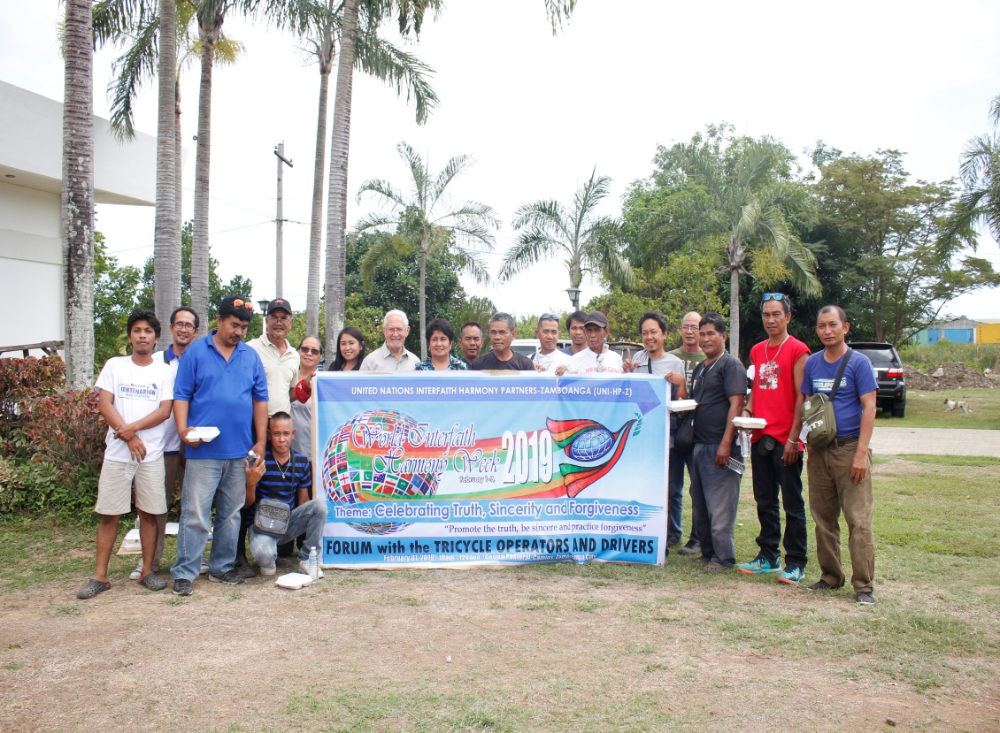 UNITED NATIONS INTERFAITH HARMONY PARTNERS-ZAMBOANGA (UNI-HP-Z)
World Interfaith
Harmony Week 2019
February 1-7,
Theme: Celebrating Truth, Sincerity and Forgiveness
"Promote the truth, be sincere and practice forgiveness"
FORUM with the TRICYCLE OPERATORS AND DRIVERS
February 01, 2019 10am - 12noon Centro Pastoral, Zamboanga City
CENTENARIAN